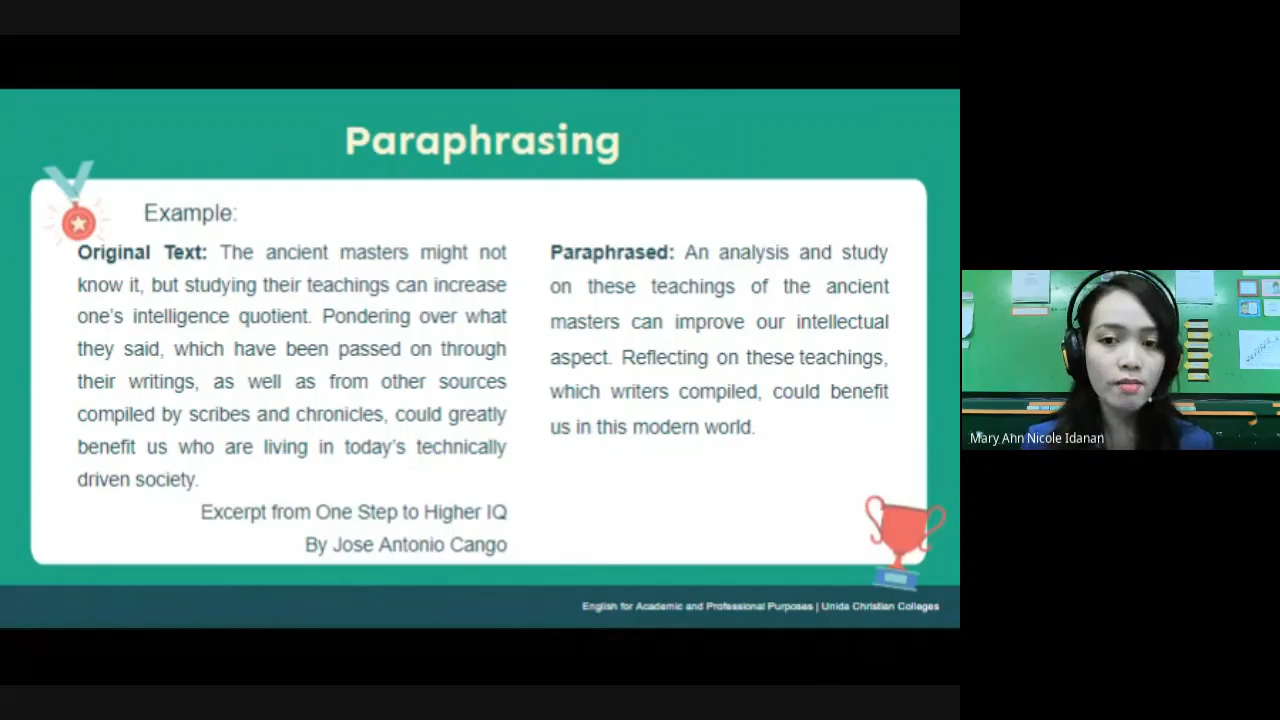 Paraphrasing
Example:
Original Text: The ancient masters might not
know it, but studying their teachings can increase
one's intelligence quotient. Pondering over what
they said, which have been passed on through
their writings, as well as from other sources
compiled by scribes and chronicles, could greatly
benefit us who are living in today's technically
driven society.
Excerpt from One Step to Higher IQ
By Jose Antonio Cango
Paraphrased: An analysis and study
on these teachings of the ancient
masters can improve our intellectual
aspect. Reflecting on these teachings,
which writers compiled, could benefit
us in this modern world.
English for Academic and Professional Purposes | Unida Christian Colleges
Mary Ann Nicole Idanan